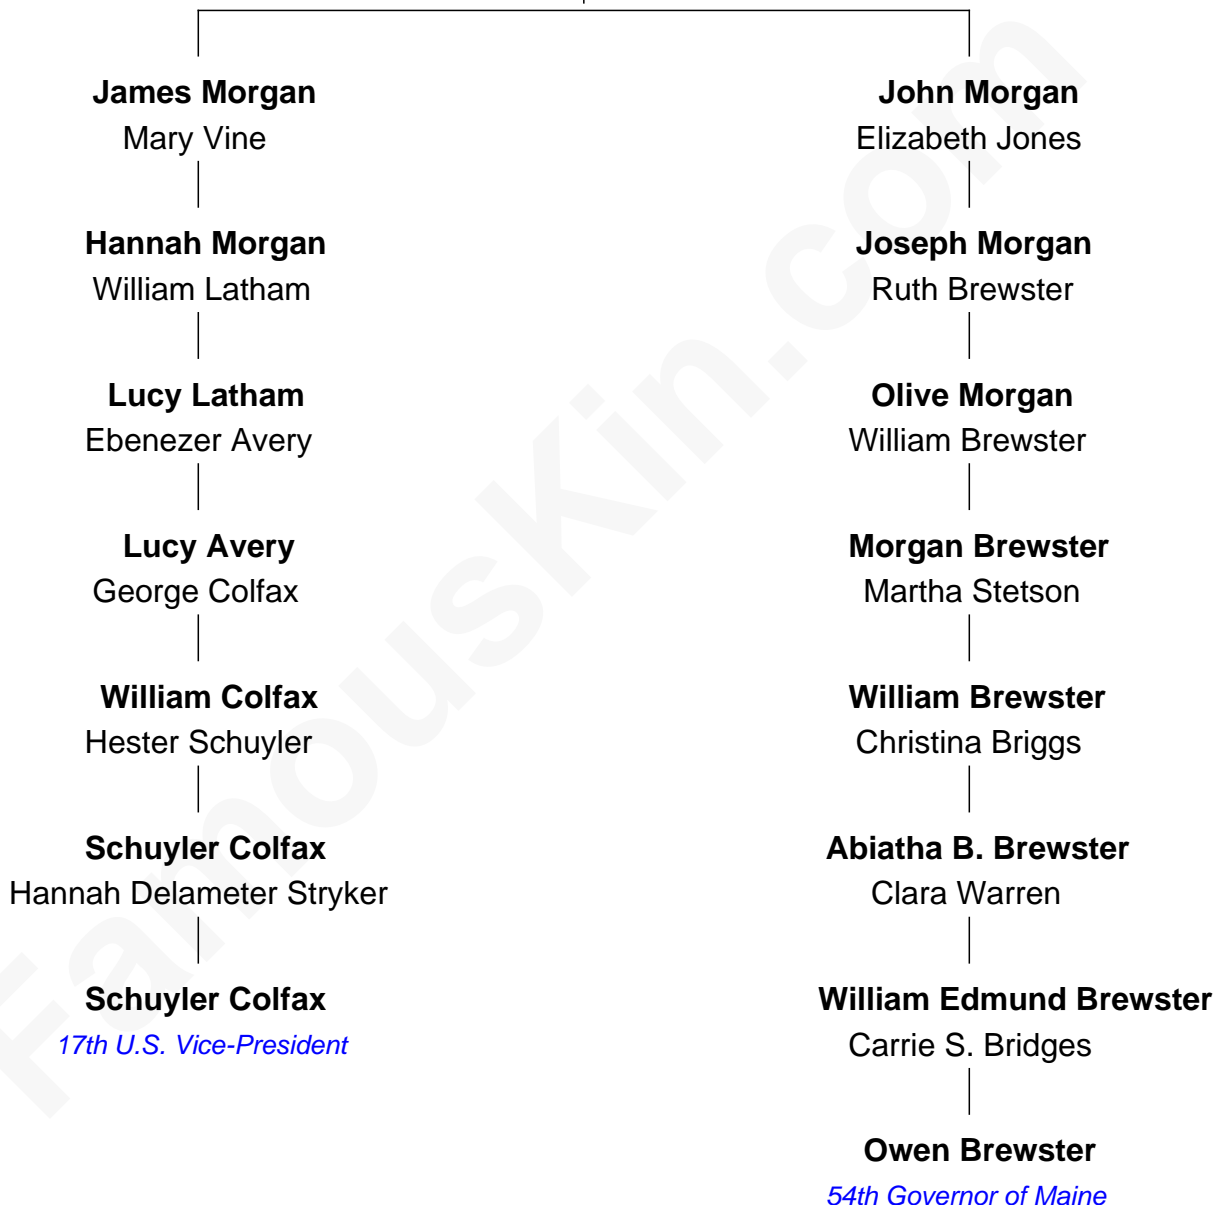 James Morgan
Mary Vine
Hannah Morgan
William Latham
Lucy Latham
Ebenezer Avery
Lucy Avery
George Colfax
William Colfax
Hester Schuyler
Schuyler Colfax
Hannah Delameter Stryker
Schuyler Colfax
17th U.S. Vice-President
John Morgan
Elizabeth Jones
Joseph Morgan
Ruth Brewster
Olive Morgan
William Brewster
Morgan Brewster
Martha Stetson
William Brewster
Christina Briggs
Abiatha B. Brewster
Clara Warren
William Edmund Brewster
Carrie S. Bridges
Owen Brewster
54th Governor of Maine
FamousKin.com